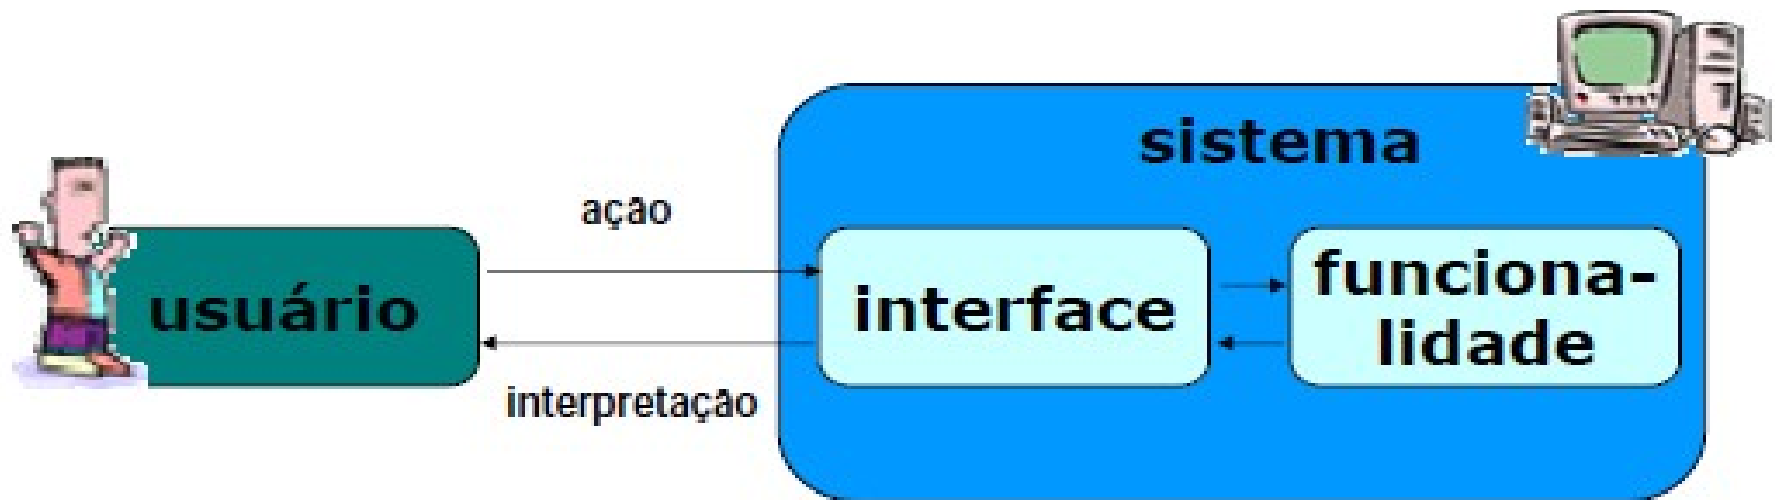 sistema
ação
usuário
interface
funciona-
lidade
interpretação